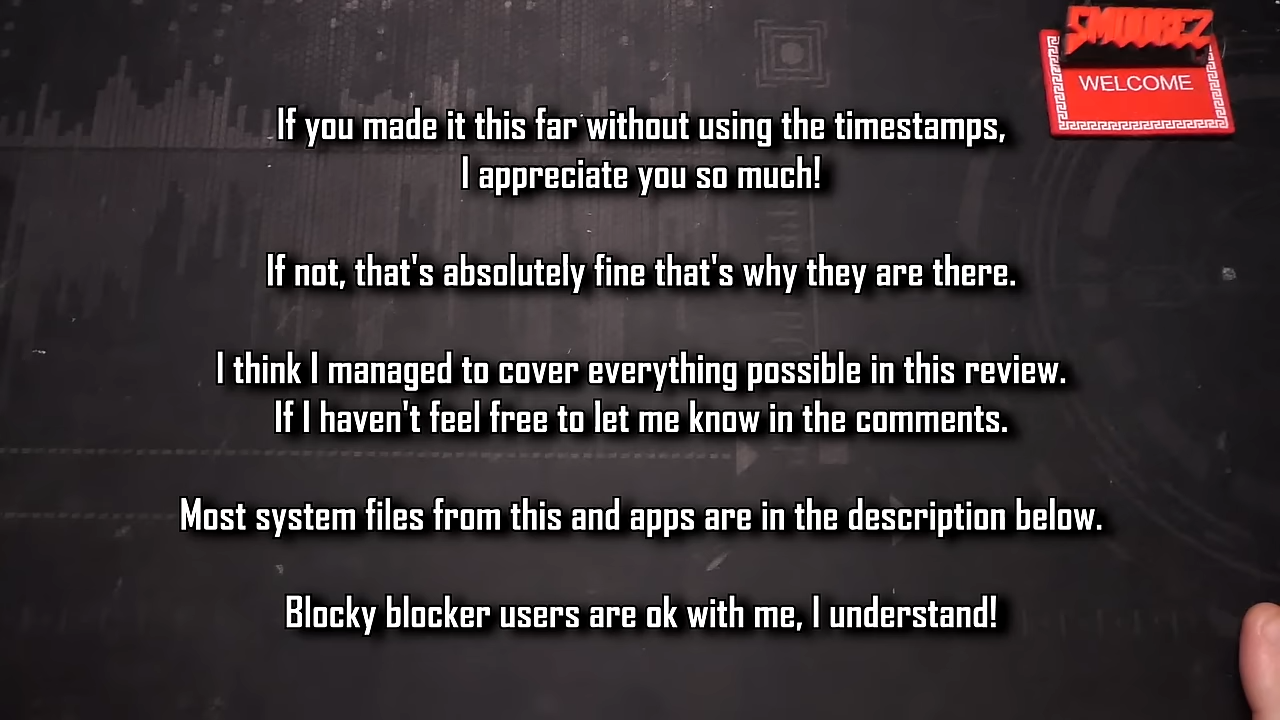 SMOOBEZ
WELCOME
If you made it this far without using the timestamps,
I appreciate you so much!
If not, that's absolutely fine that's why they are there.
I think I managed to cover everything possible in this review.
If I haven't feel free to let me know in the comments.
Most system files from this and apps are in the description below.
Blocky blocker users are ok with me, I understand!